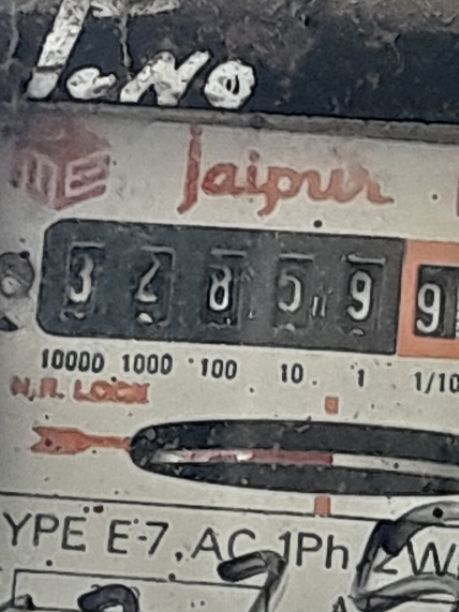 T. No
ME Jaipur
3 2 8 5 9 9
10000 1000 100 10 1 1/10
N.R. LOCK
YPE E-7, AC 1Ph 2W